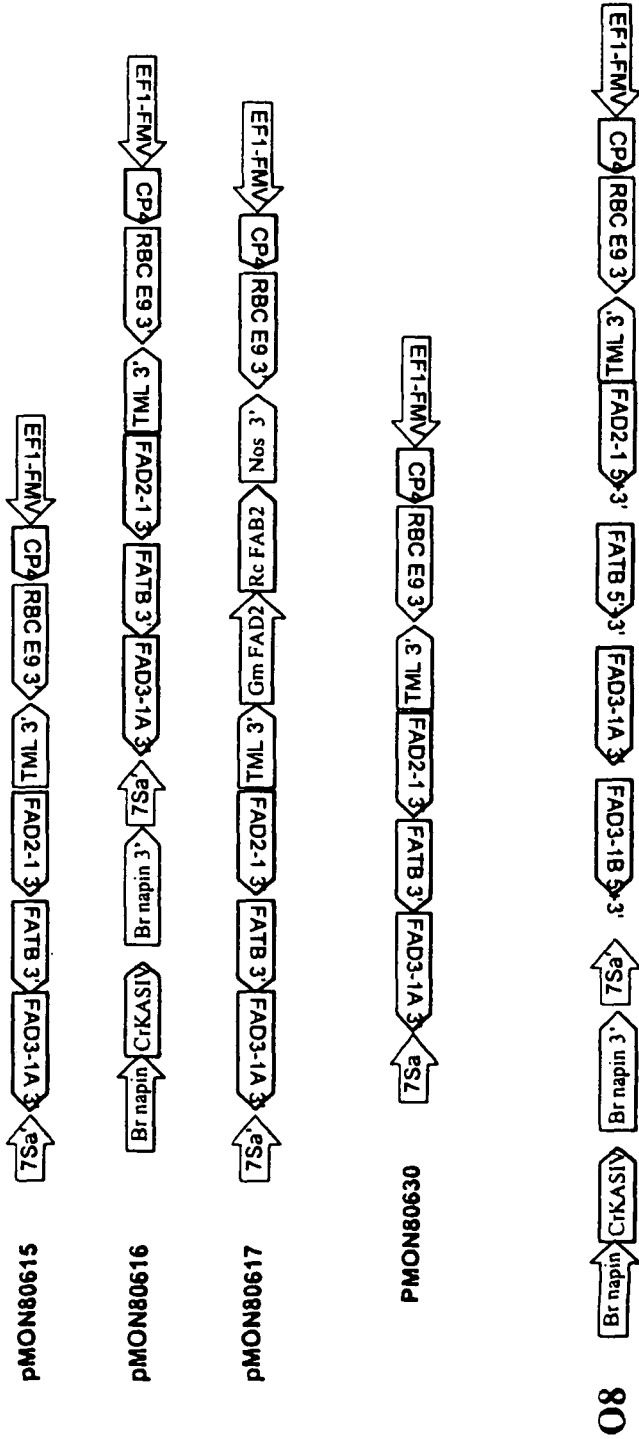 pMON80615 7Sa' FAD3-1A 3' FATB 3' FAD2-1 3' TML 3' RBC E9 3' CP4 EF1-FMV
pMON80616 Br napin CrKASIV Br napin 3' 7Sa' FAD3-1A 3' FATB 3' FAD2-1 3' TML 3' RBC E9 3' CP4 EF1-FMV
pMON80617 7Sa' FAD3-1A 3' FATB 3' FAD2-1 3' TML 3' Gm FAD2 Rc FAB2 Nos 3' RBC E9 3' CP4 EF1-FMV
PMON80630 7Sa FAD3-1A 3' FATB 3' FAD2-1 3' TML 3' RBC E9 3' CP4 EF1-FMV
8O Br napin CrKASIV Br napin 3' 7Sa' FAD3-1B 5+3' FAD3-1A 3' FATB 5'+3' FAD2-1 5+3' TML 3' RBC E9 3' CP4 EF1-FMV